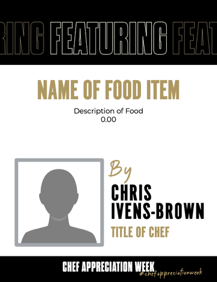 RING FEATURING FEAT
NAME OF FOOD ITEM
Description of Food
0.00
By
CHRIS
IVENS-BROWN
TITLE OF CHEF
CHEF APPRECIATION WEEK
#chefappreciationweek